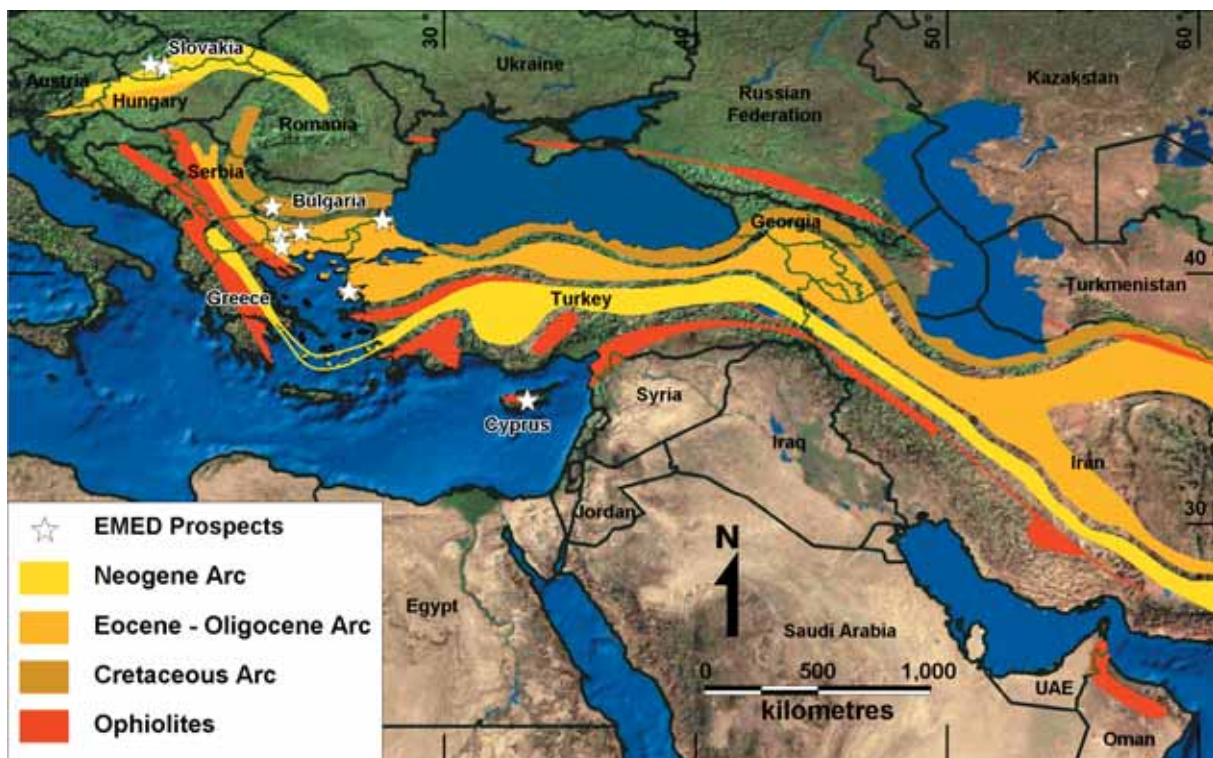 30
40
50
60
Slovakia
Austria
Hungary
Ukraine
Kazakstan
Russian
Federation
Romania
Serbia
Bulgaria
Georgia
40
Turkmenistan
Greece
Turkey
Syria
Cyprus
Iraq
Iran
Jordan
30
N
Egypt
Saudi Arabia
0 500 1,000
kilometres
UAE
Oman
EMED Prospects
Neogene Arc
Eocene - Oligocene Arc
Cretaceous Arc
Ophiolites